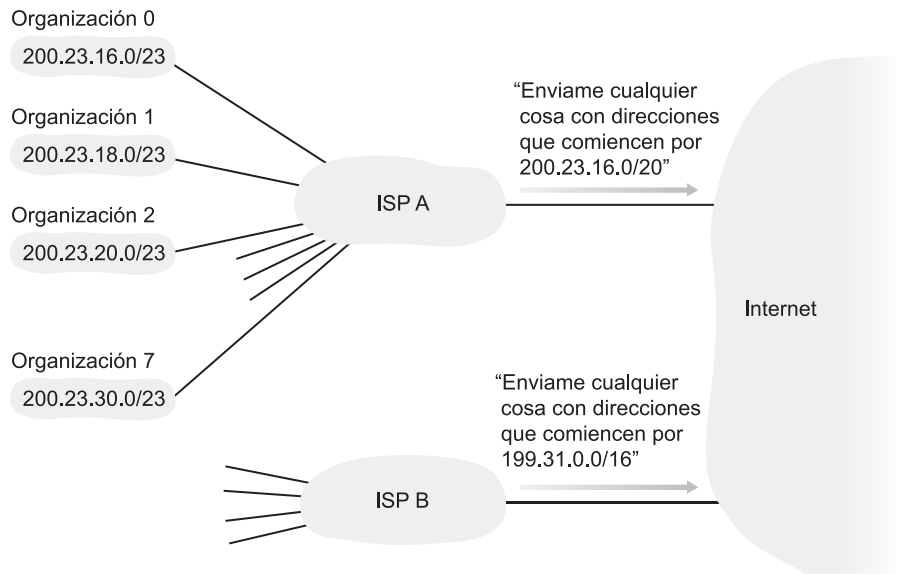 Organización 0
200.23.16.0/23
Organización 1
200.23.18.0/23
Organización 2
200.23.20.0/23
Organización 7
200.23.30.0/23
ISP A
“Enviame cualquier
cosa con direcciones
que comiencen por
200.23.16.0/20”
Internet
ISP B
“Enviame cualquier
cosa con direcciones
que comiencen por
199.31.0.0/16”